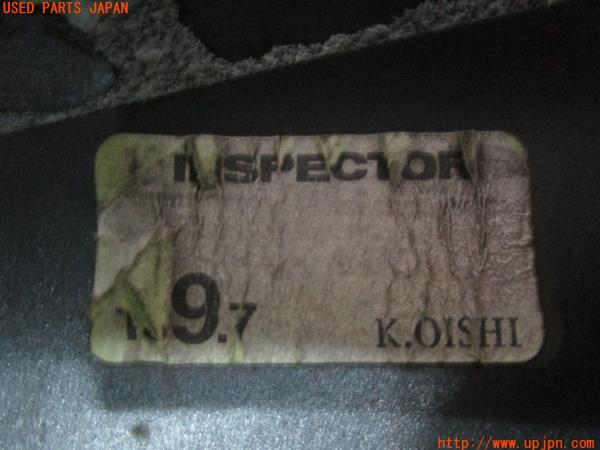 USED PARTS JAPAN
INSPECTOR
9.7
K.OISHI
http://www.upjpn.com/